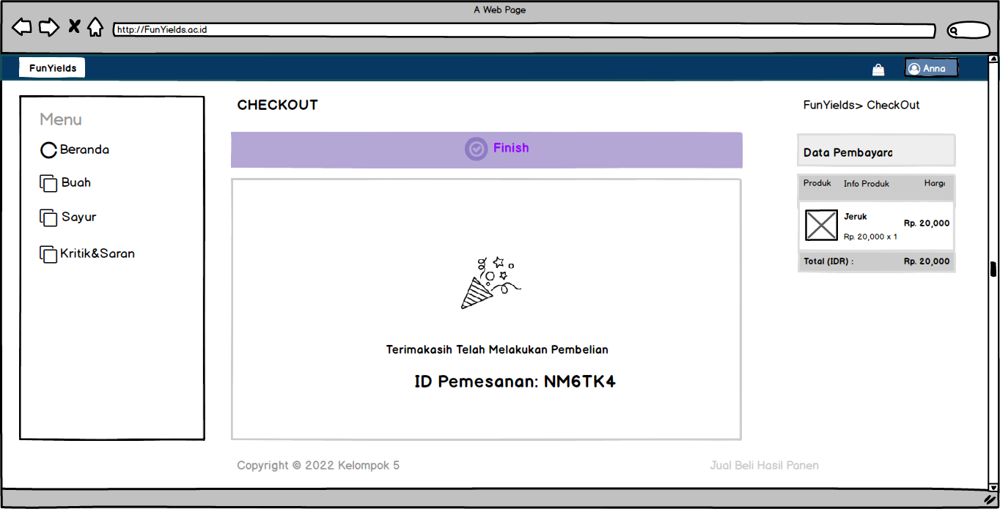 A Web Page
http://FunYields.ac.id
FunYields
Anna
Menu
Beranda
Buah
Sayur
Kritik&Saran
CHECKOUT
Finish
Terimakasih Telah Melakukan Pembelian
ID Pemesanan: NM6TK4
FunYields> CheckOut
Data Pembayara
Produk Info Produk Harga
Jeruk
Rp. 20,000
Rp. 20,000 x 1
Total (IDR) : Rp. 20,000
Copyright © 2022 Kelompok 5
Jual Beli Hasil Panen